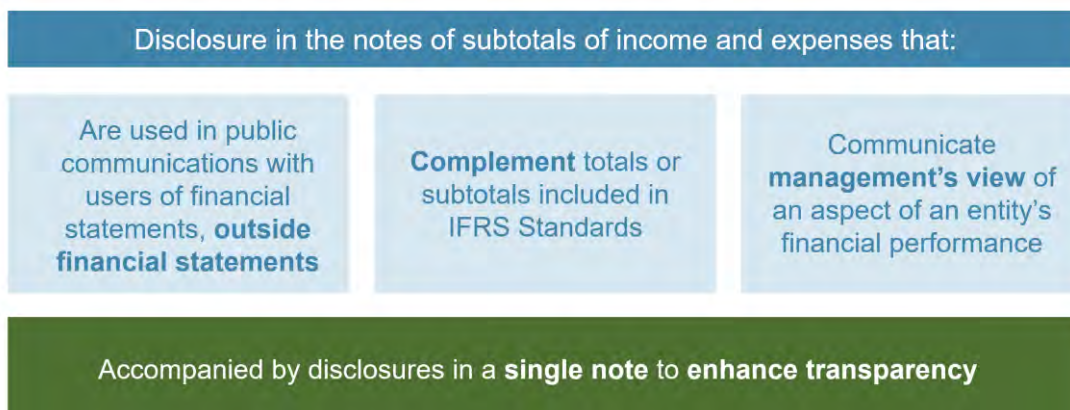 Disclosure in the notes of subtotals of income and expenses that:
Are used in public
communications with
users of financial
statements, outside
financial statements
Complement totals or
subtotals included in
IFRS Standards
Communicate
management’s view of
an aspect of an entity’s
financial performance
Accompanied by disclosures in a single note to enhance transparency